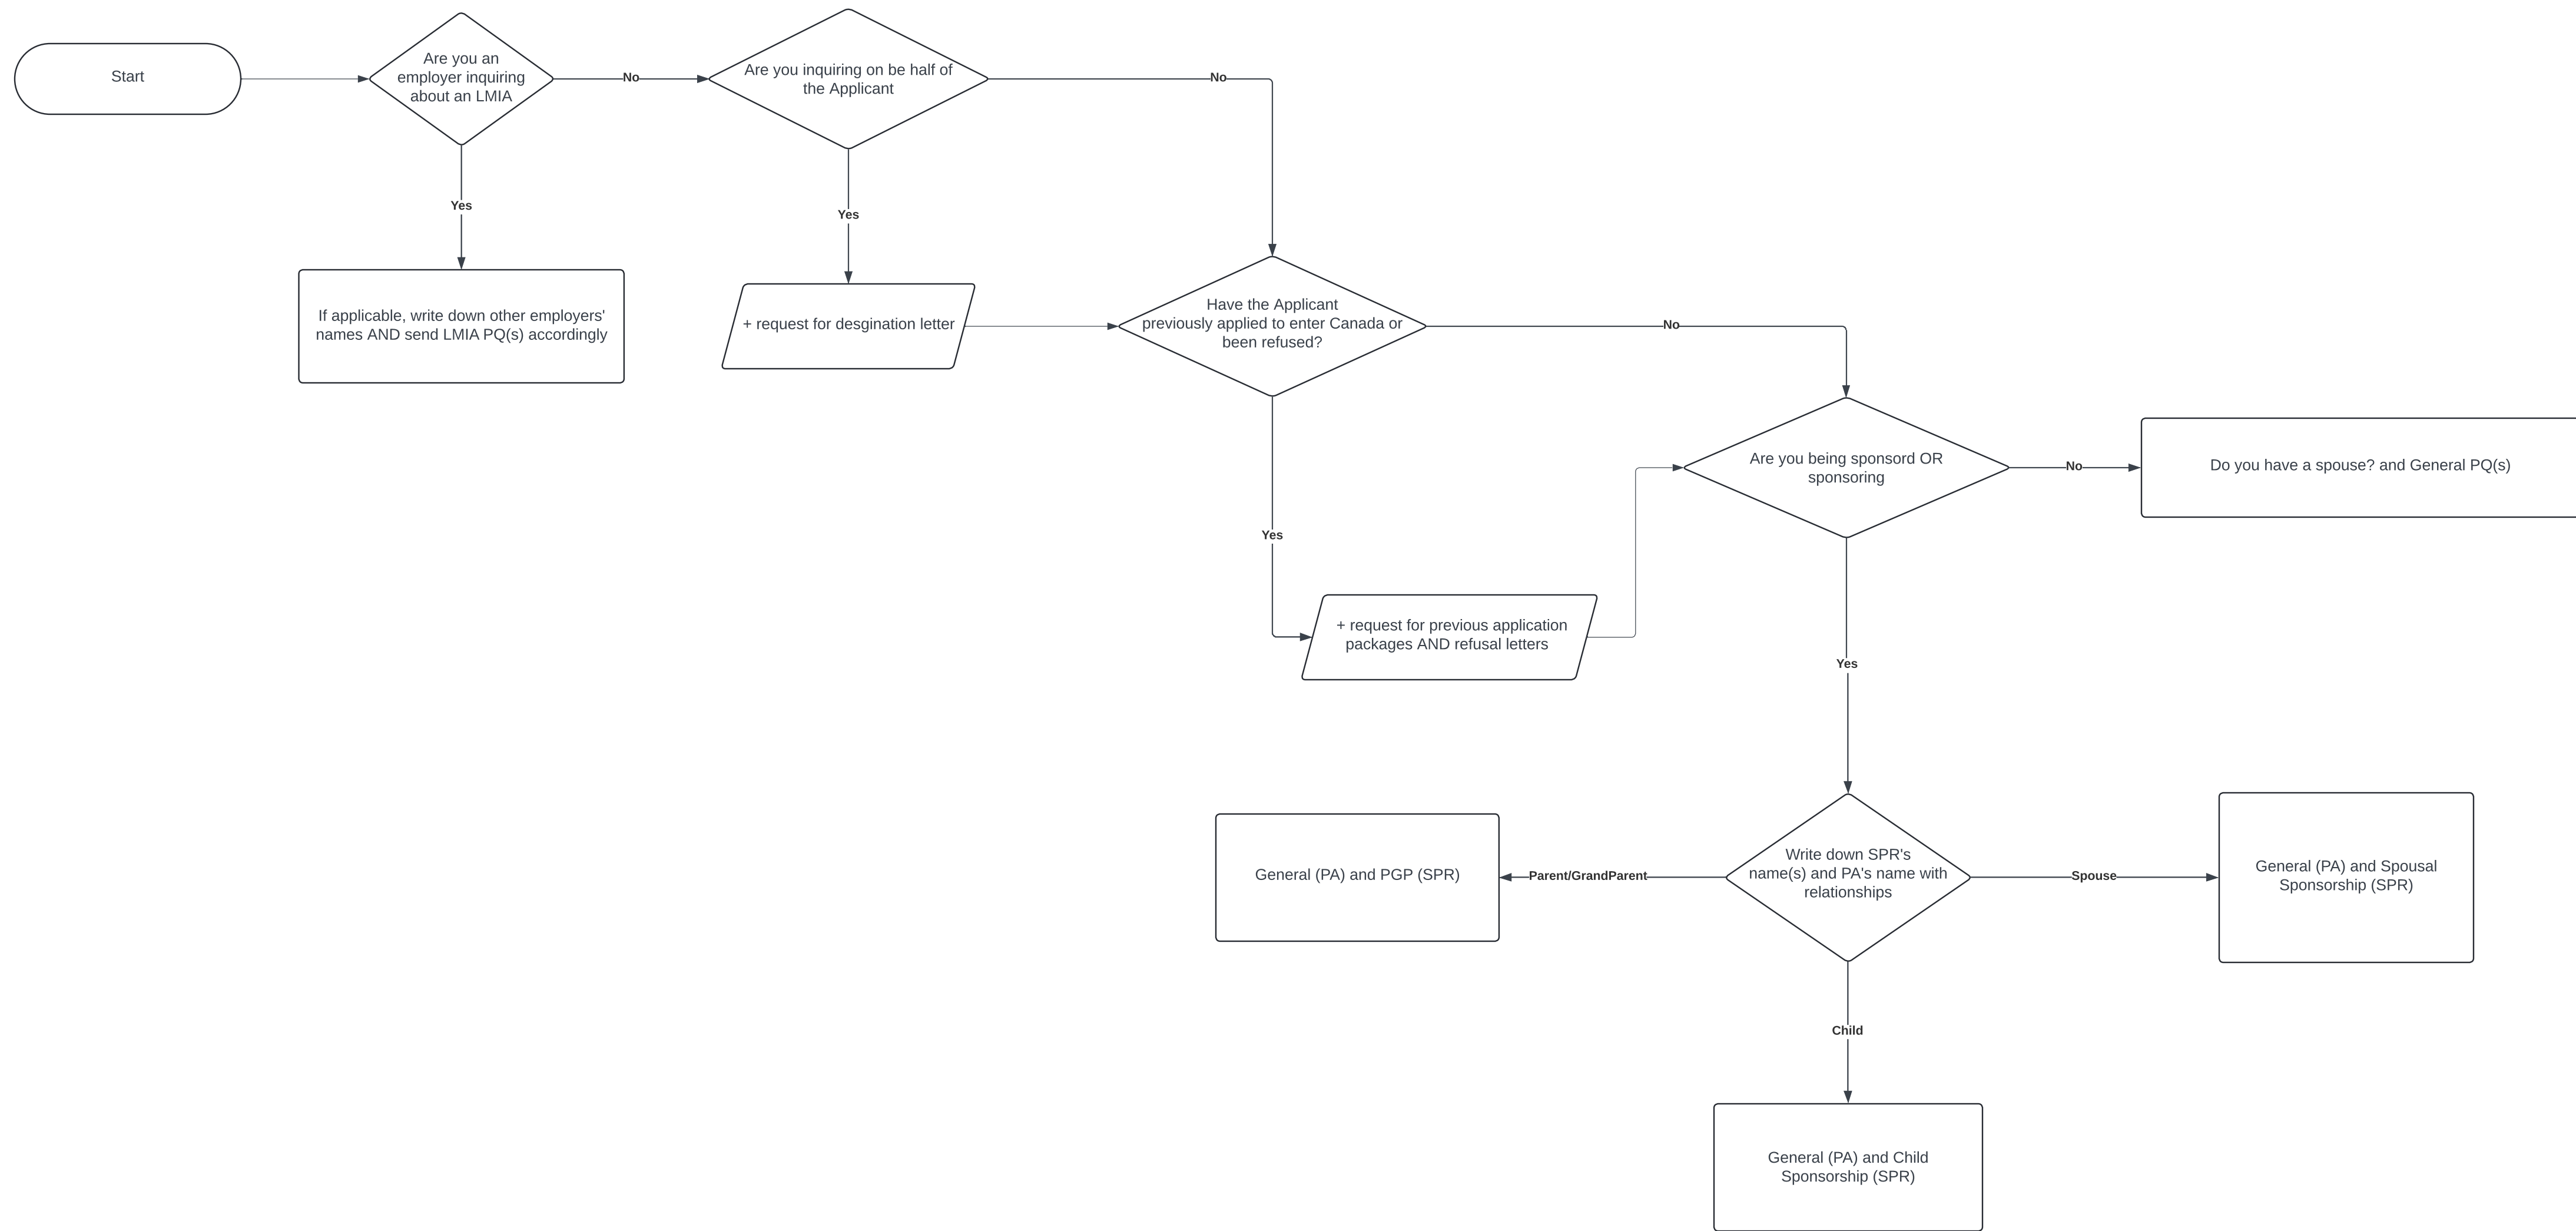 Start
Are you an
employer inquiring
about an LMIA
No
Are you inquiring on be half of
the Applicant
No
Yes
Yes
If applicable, write down other employers'
names AND send LMIA PQ(s) accordingly
+ request for desgination letter
Have the Applicant
previously applied to enter Canada or
been refused?
No
Are you being sponsord OR
sponsoring
No
Do you have a spouse? and General PQ(s)
Yes
+ request for previous application
packages AND refusal letters
Yes
General (PA) and PGP (SPR)
Parent/GrandParent
Write down SPR's
name(s) and PA's name with
relationships
Spouse
General (PA) and Spousal
Sponsorship (SPR)
Child
General (PA) and Child
Sponsorship (SPR)